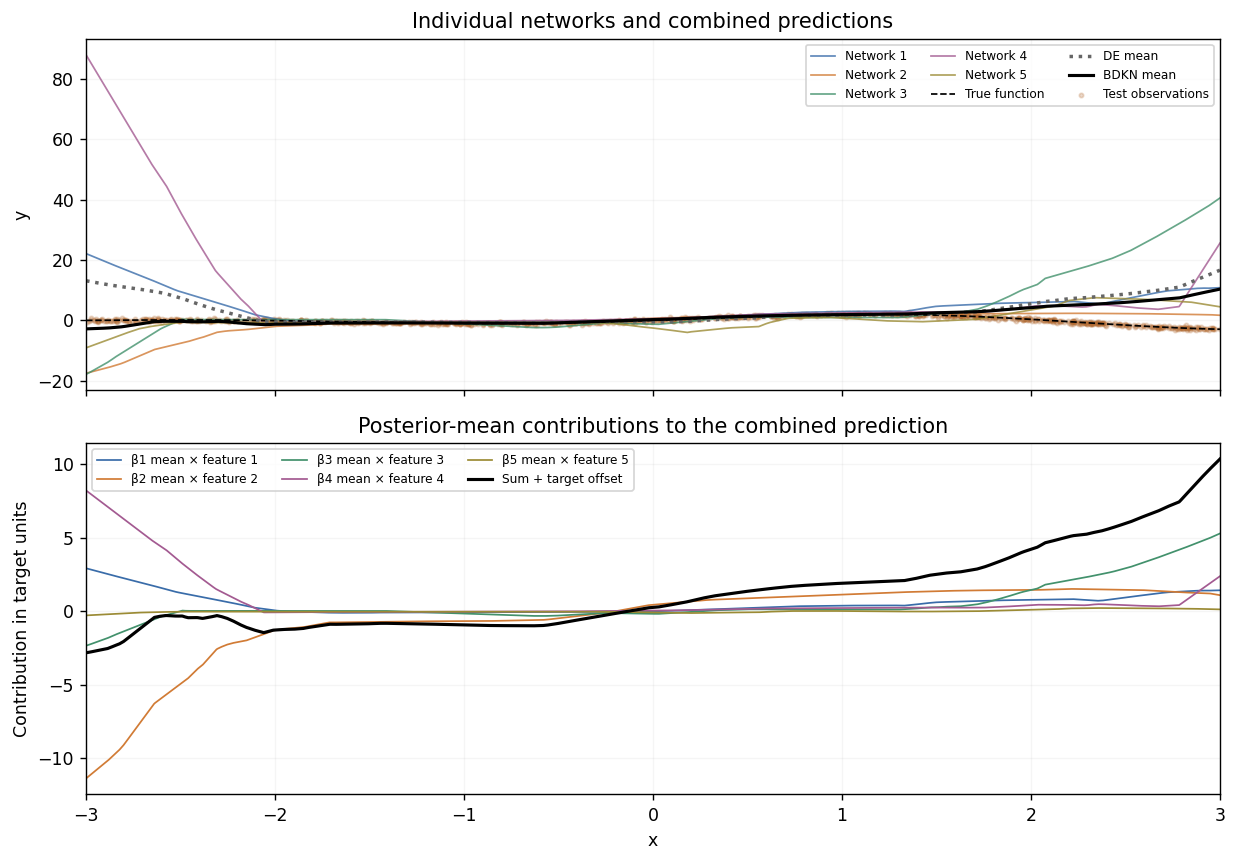 Individual networks and combined predictions
y
80
60
40
20
0
−20
Network 1
Network 2
Network 3
Network 4
Network 5
True function
DE mean
BDKN mean
Test observations
Posterior-mean contributions to the combined prediction
Contribution in target units
10
5
0
−5
−10
β1 mean × feature 1
β2 mean × feature 2
β3 mean × feature 3
β4 mean × feature 4
β5 mean × feature 5
Sum + target offset
−3
−2
−1
0
1
2
3
x